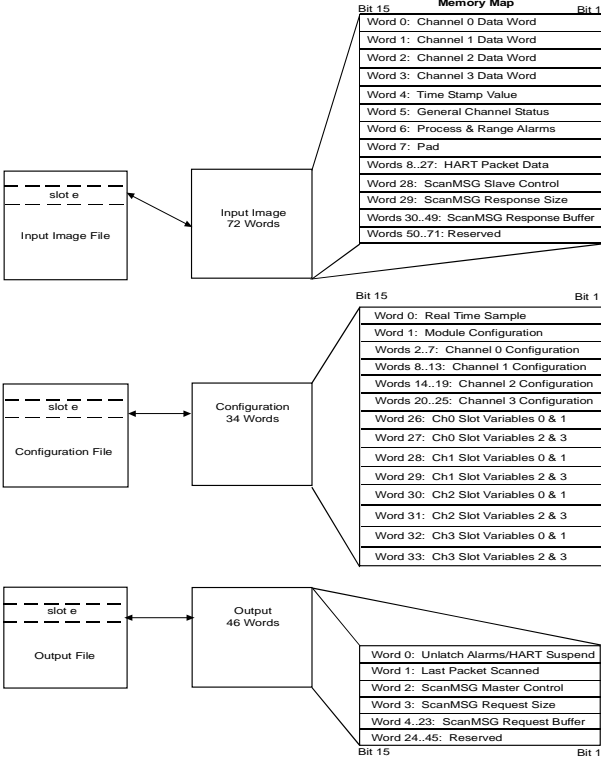 Memory Map
Bit 15 Bit 1
Word 0: Channel 0 Data Word
Word 1: Channel 1 Data Word
Word 2: Channel 2 Data Word
Word 3: Channel 3 Data Word
Word 4: Time Stamp Value
Word 5: General Channel Status
Word 6: Process & Range Alarms
Word 7: Pad
Words 8..27: HART Packet Data
Word 28: ScanMSG Slave Control
Word 29: ScanMSG Response Size
Words 30..49: ScanMSG Response Buffer
Words 50..71: Reserved
slot e
Input Image File
Input Image
72 Words
Bit 15 Bit 1
Word 0: Real Time Sample
Word 1: Module Configuration
Words 2..7: Channel 0 Configuration
Words 8..13: Channel 1 Configuration
Words 14..19: Channel 2 Configuration
Words 20..25: Channel 3 Configuration
Word 26: Ch0 Slot Variables 0 & 1
Word 27: Ch0 Slot Variables 2 & 3
Word 28: Ch1 Slot Variables 0 & 1
Word 29: Ch1 Slot Variables 2 & 3
Word 30: Ch2 Slot Variables 0 & 1
Word 31: Ch2 Slot Variables 2 & 3
Word 32: Ch3 Slot Variables 0 & 1
Word 33: Ch3 Slot Variables 2 & 3
slot e
Configuration File
Configuration
34 Words
slot e
Output File
Output
46 Words
Word 0: Unlatch Alarms/HART Suspend
Word 1: Last Packet Scanned
Word 2: ScanMSG Master Control
Word 3: ScanMSG Request Size
Word 4..23: ScanMSG Request Buffer
Word 24..45: Reserved
Bit 15 Bit 1